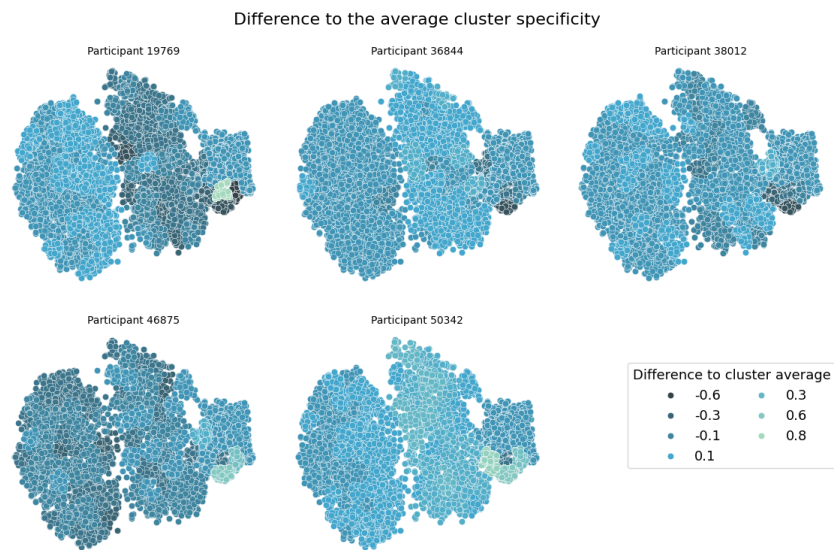 Difference to the average cluster specificity
Participant 19769
Participant 36844
Participant 38012
Participant 46875
Participant 50342
Difference to cluster average
-0.6
-0.3
-0.1
0.1
0.3
0.6
0.8